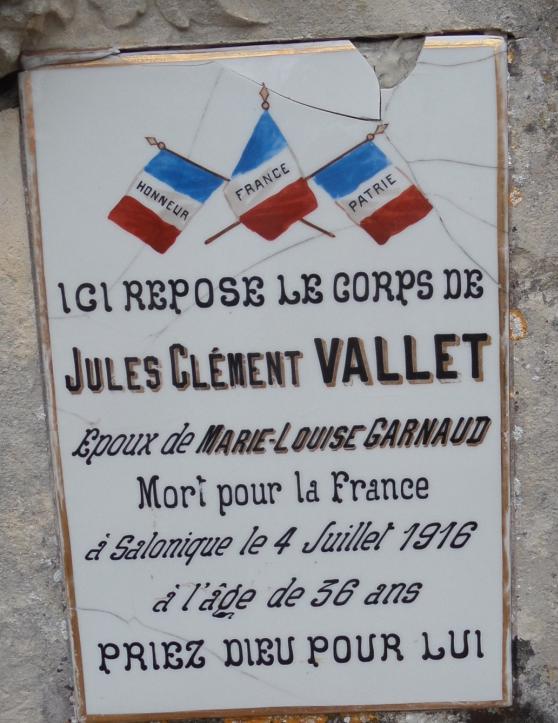 HONNEUR
FRANCE
PATRIE
ICI REPOSE LE CORPS DE
JULES CLÉMENT VALLET
Epoux de MARIE-LOUISE GARNAUD
Mort pour la France
à Salonique le 4 Juillet 1916
à l'âge de 36 ans
PRIEZ DIEU POUR LUI